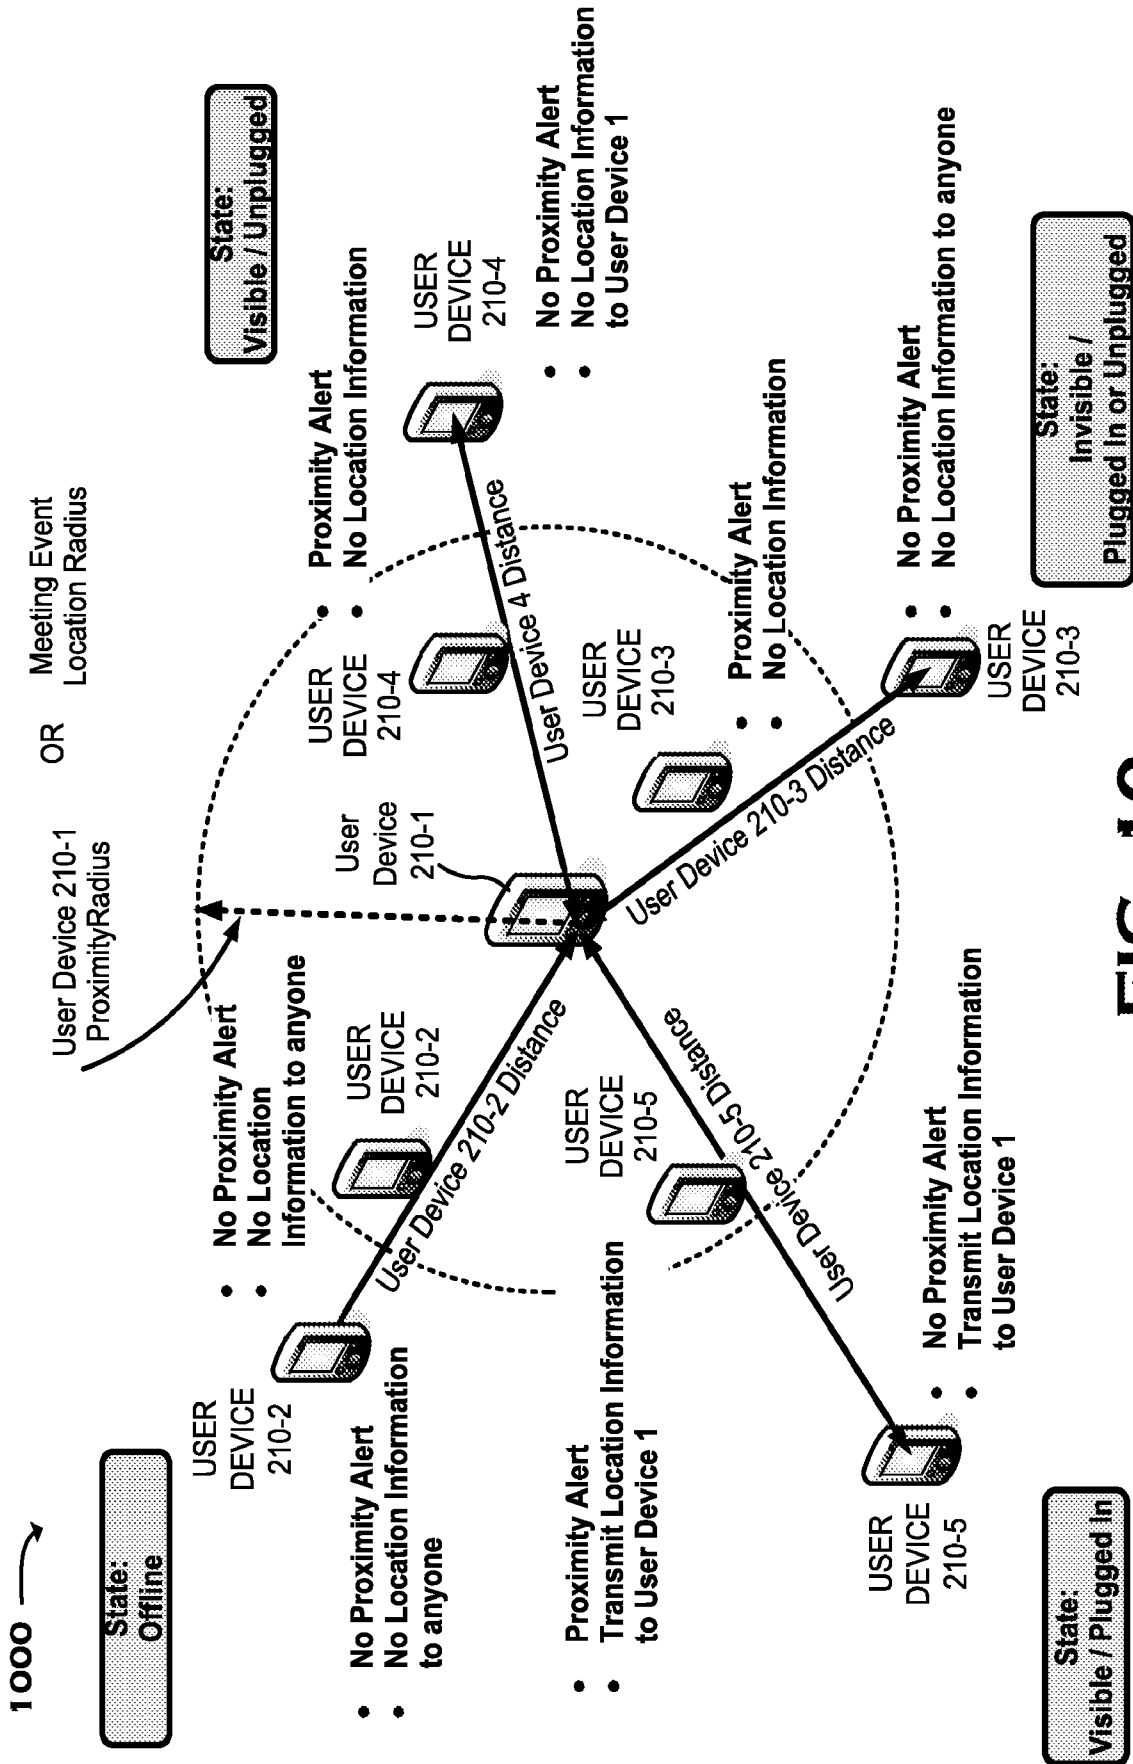 1000
State:
Offline
USER
DEVICE
210-2
No Proximity Alert
No Location Information
to anyone
No Proximity Alert
No Location
Information to anyone
USER
DEVICE
210-2
User Device 210-2 Distance
User Device 210-1
ProximityRadius
OR
Meeting Event
Location Radius
User
Device
210-1
State:
Visible / Unplugged
Proximity Alert
No Location Information
USER
DEVICE
210-4
User Device 4 Distance
USER
DEVICE
210-4
No Proximity Alert
No Location Information
to User Device 1
Proximity Alert
Transmit Location Information
to User Device 1
USER
DEVICE
210-5
User Device 210-5 Distance
USER
DEVICE
210-5
No Proximity Alert
Transmit Location Information
to User Device 1
State:
Visible / Plugged In
USER
DEVICE
210-3
Proximity Alert
No Location Information
User Device 210-3 Distance
USER
DEVICE
210-3
No Proximity Alert
No Location Information to anyone
State:
Invisible /
Plugged In or Unplugged